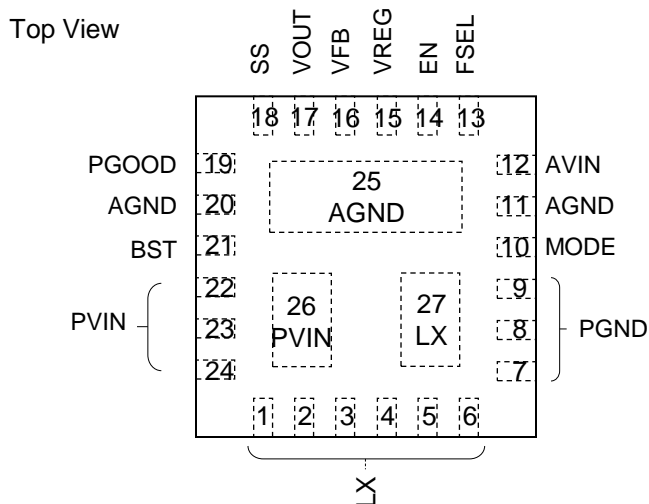 Top View
SS
VOUT
VFB
VREG
EN
FSEL
18
17
16
15
14
13
PGOOD
19
25
AGND
12
AVIN
AGND
20
11
AGND
BST
21
10
MODE
PVIN
22
23
24
26
PVIN
27
LX
9
8
7
PGND
1
2
3
4
5
6
LX